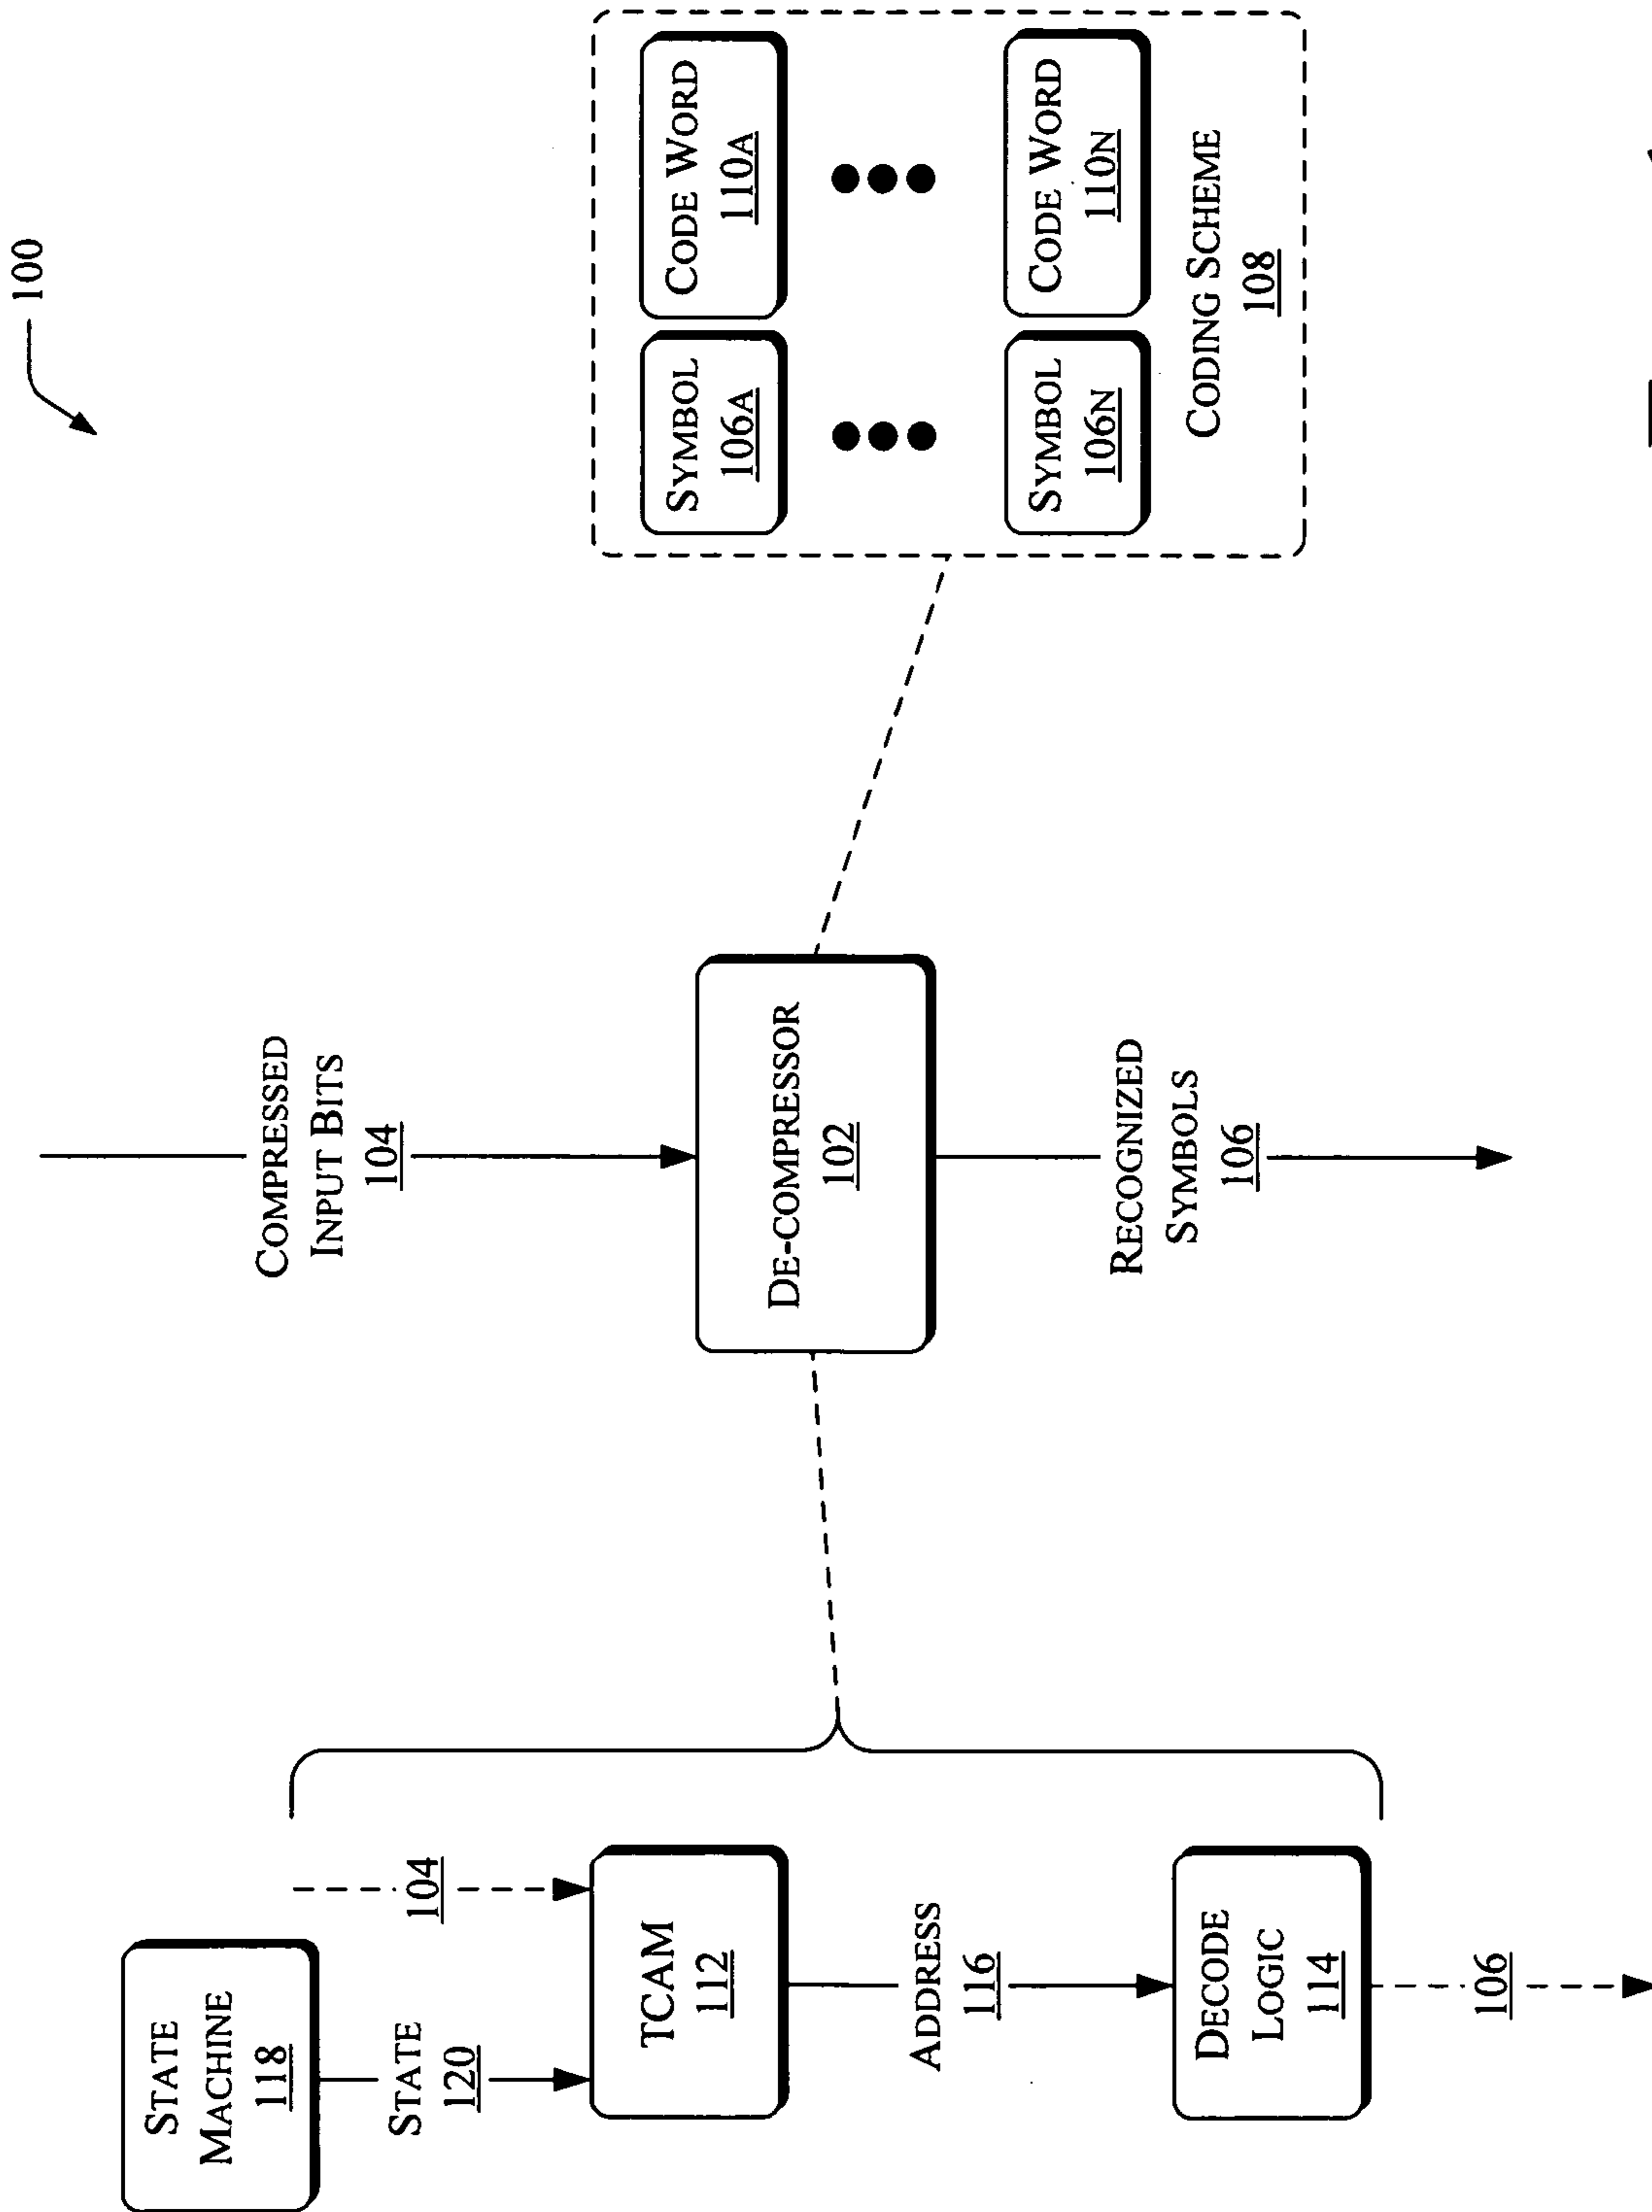 100
STATE
MACHINE
118
STATE
120
104
TCAM
112
ADDRESS
116
DECODE
LOGIC
114
106
COMPRESSED
INPUT BITS
104
DE-COMPRESSOR
102
RECOGNIZED
SYMBOLS
106
SYMBOL
106A
CODE WORD
110A
SYMBOL
106N
CODE WORD
110N
CODING SCHEME
108